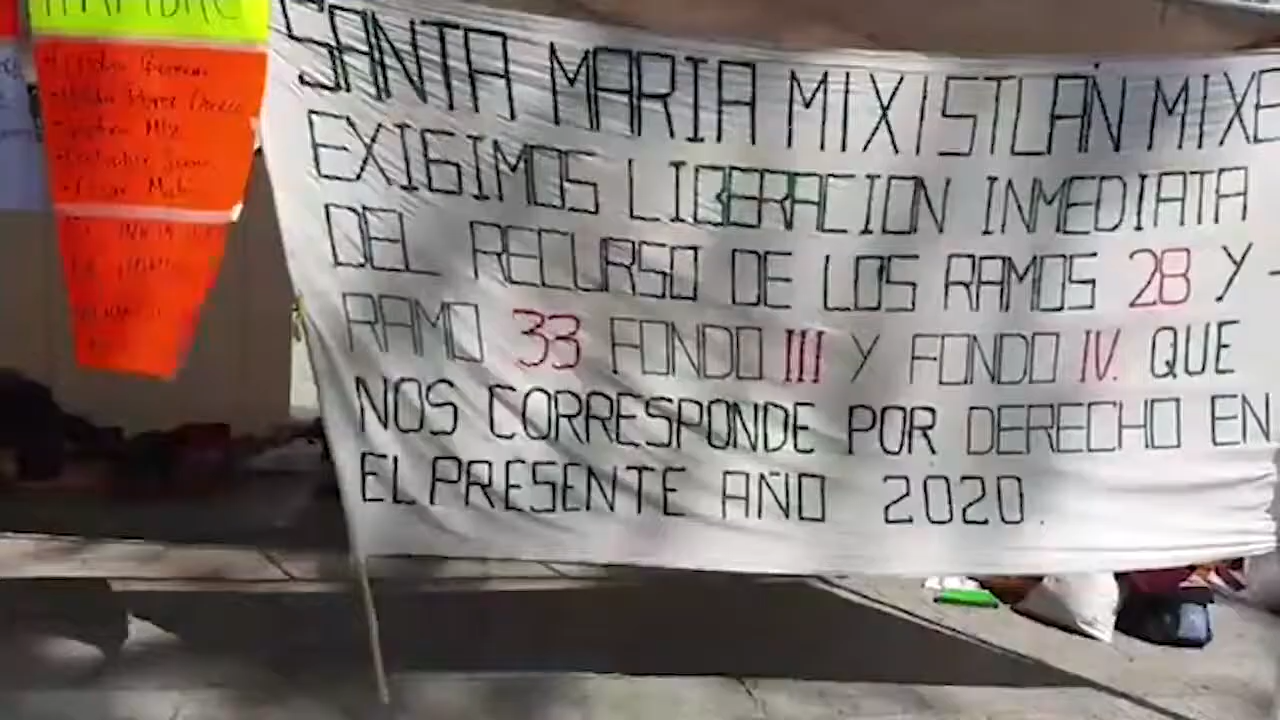 SANTA MARIA MIXISTLÁN MIXE
EXIGIMOS LIBERACION INMEDIATA
DEL RECURSO DE LOS RAMOS 28 Y -
RAMO 33 FONDO III Y FONDO IV. QUE
NOS CORRESPONDE POR DERECHO EN
EL PRESENTE AÑO 2020.